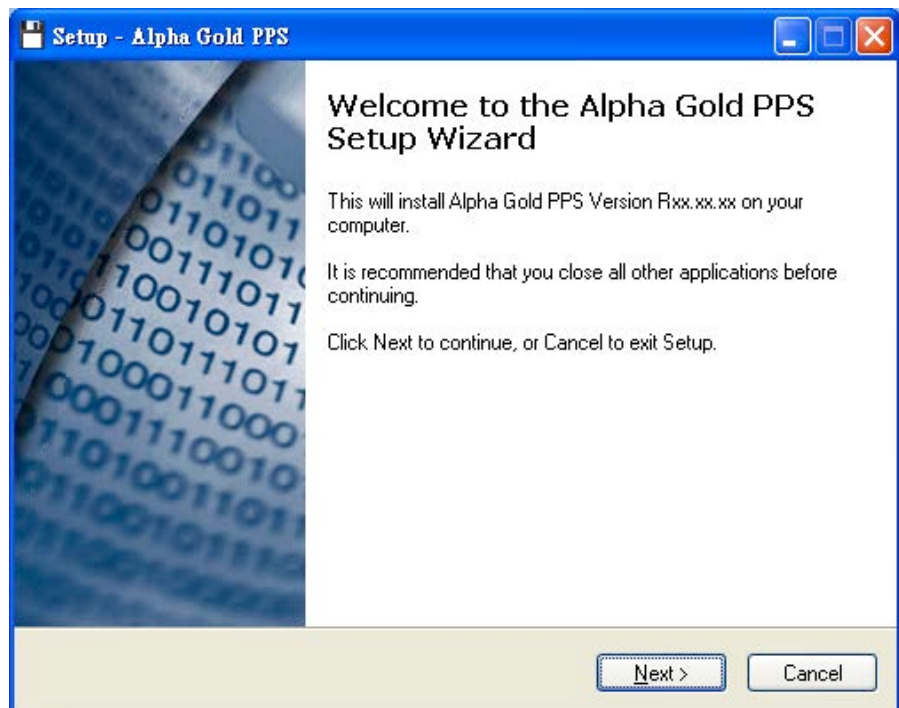 Setup - Alpha Gold PPS
Welcome to the Alpha Gold PPS
Setup Wizard
This will install Alpha Gold PPS Version Rxx.xx.xx on your
computer.
It is recommended that you close all other applications before
continuing.
Click Next to continue, or Cancel to exit Setup.
Next >
Cancel